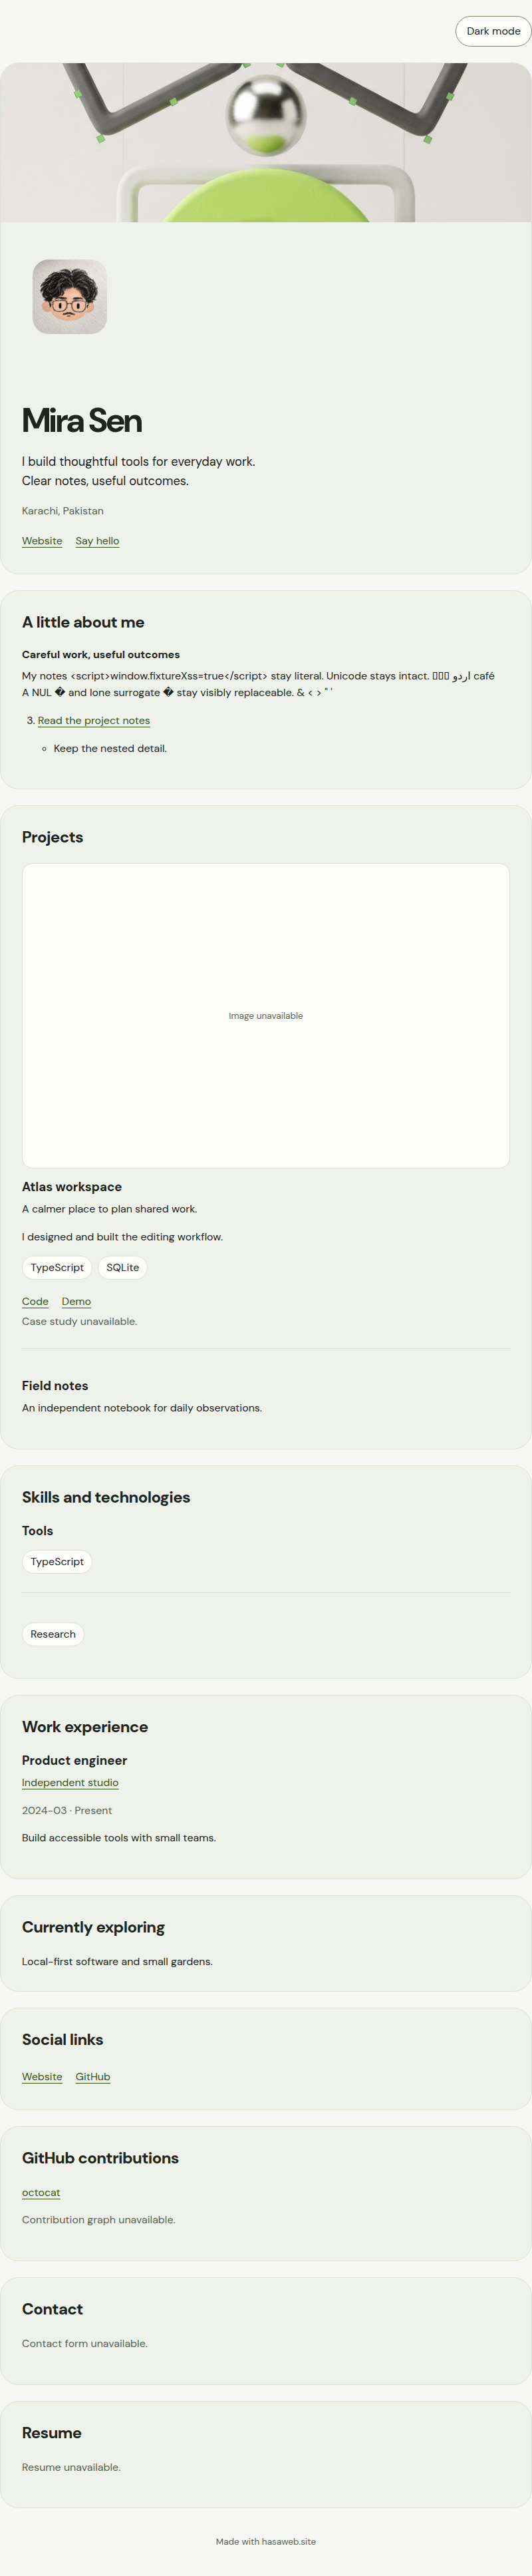 Dark mode
Mira Sen
I build thoughtful tools for everyday work.
Clear notes, useful outcomes.
Karachi, Pakistan
Website Say hello
A little about me
Careful work, useful outcomes
My notes <script>window.fixtureXss=true</script> stay literal. Unicode stays intact. ▯▯▯ اردو café
A NUL � and lone surrogate � stay visibly replaceable. & < > " '
3. Read the project notes
◦ Keep the nested detail.
Projects
Image unavailable
Atlas workspace
A calmer place to plan shared work.
I designed and built the editing workflow.
TypeScript SQLite
Code Demo
Case study unavailable.
Field notes
An independent notebook for daily observations.
Skills and technologies
Tools
TypeScript
Research
Work experience
Product engineer
Independent studio
2024-03 · Present
Build accessible tools with small teams.
Currently exploring
Local-first software and small gardens.
Social links
Website GitHub
GitHub contributions
octocat
Contribution graph unavailable.
Contact
Contact form unavailable.
Resume
Resume unavailable.
Made with hasaweb.site